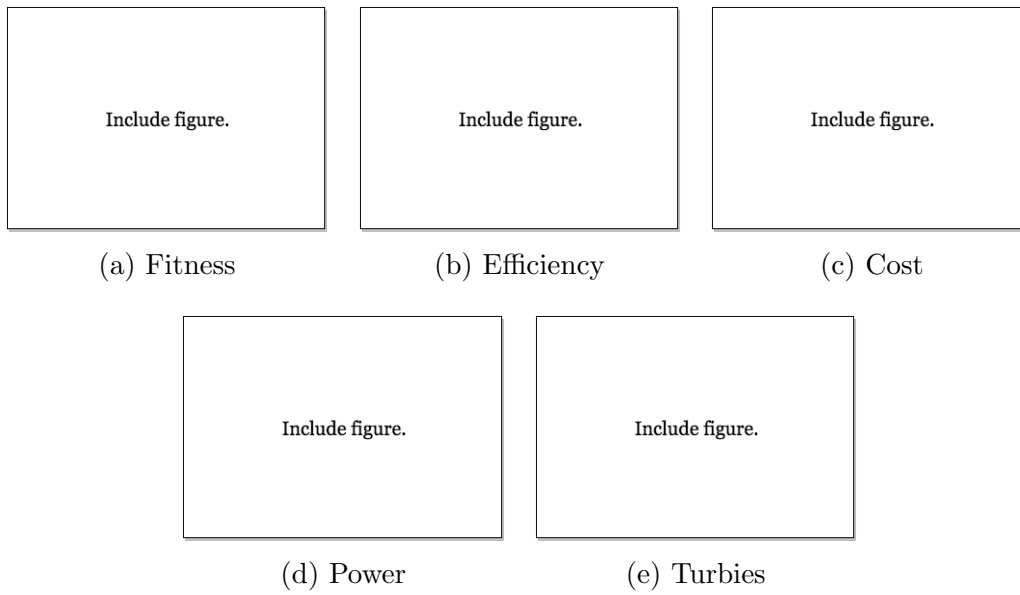 Include figure. Include figure. Include figure.
(a) Fitness (b) Efficiency (c) Cost
Include figure. Include figure.
(d) Power (e) Turbies